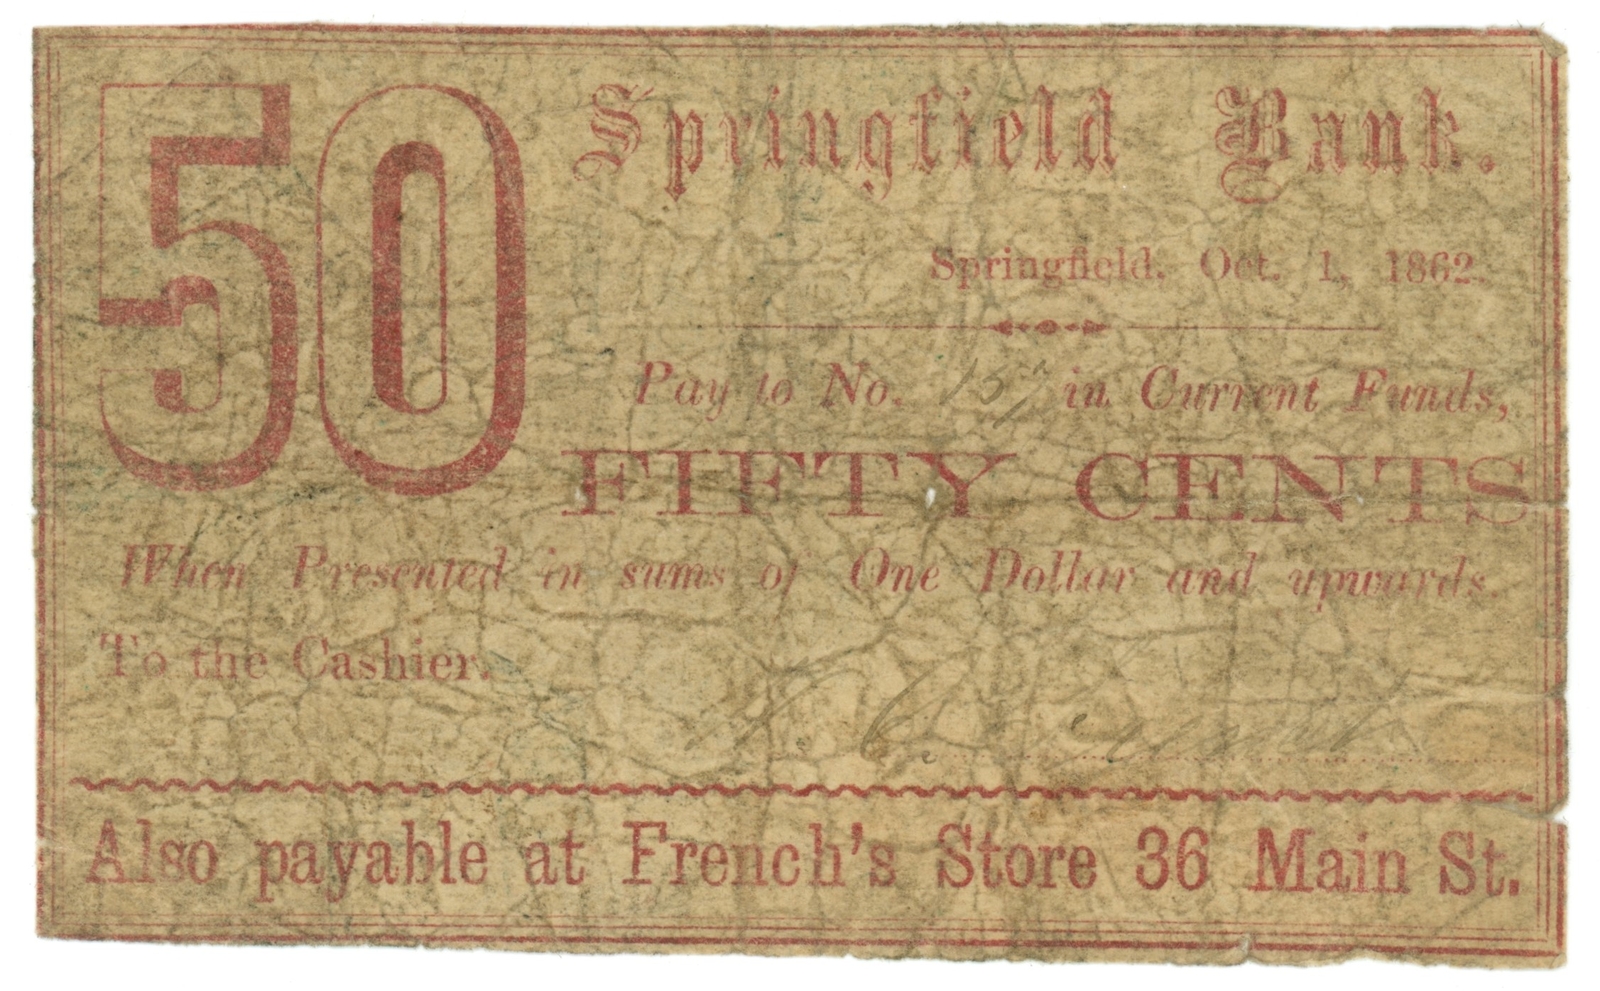 50
Springfield Bank.
Springfield, Oct. 1, 1862.
Pay to No. in Current Funds,
FIFTY CENTS
When Presented in sums of One Dollar and upwards.
To the Cashier.
Also payable at French's Store 36 Main St.